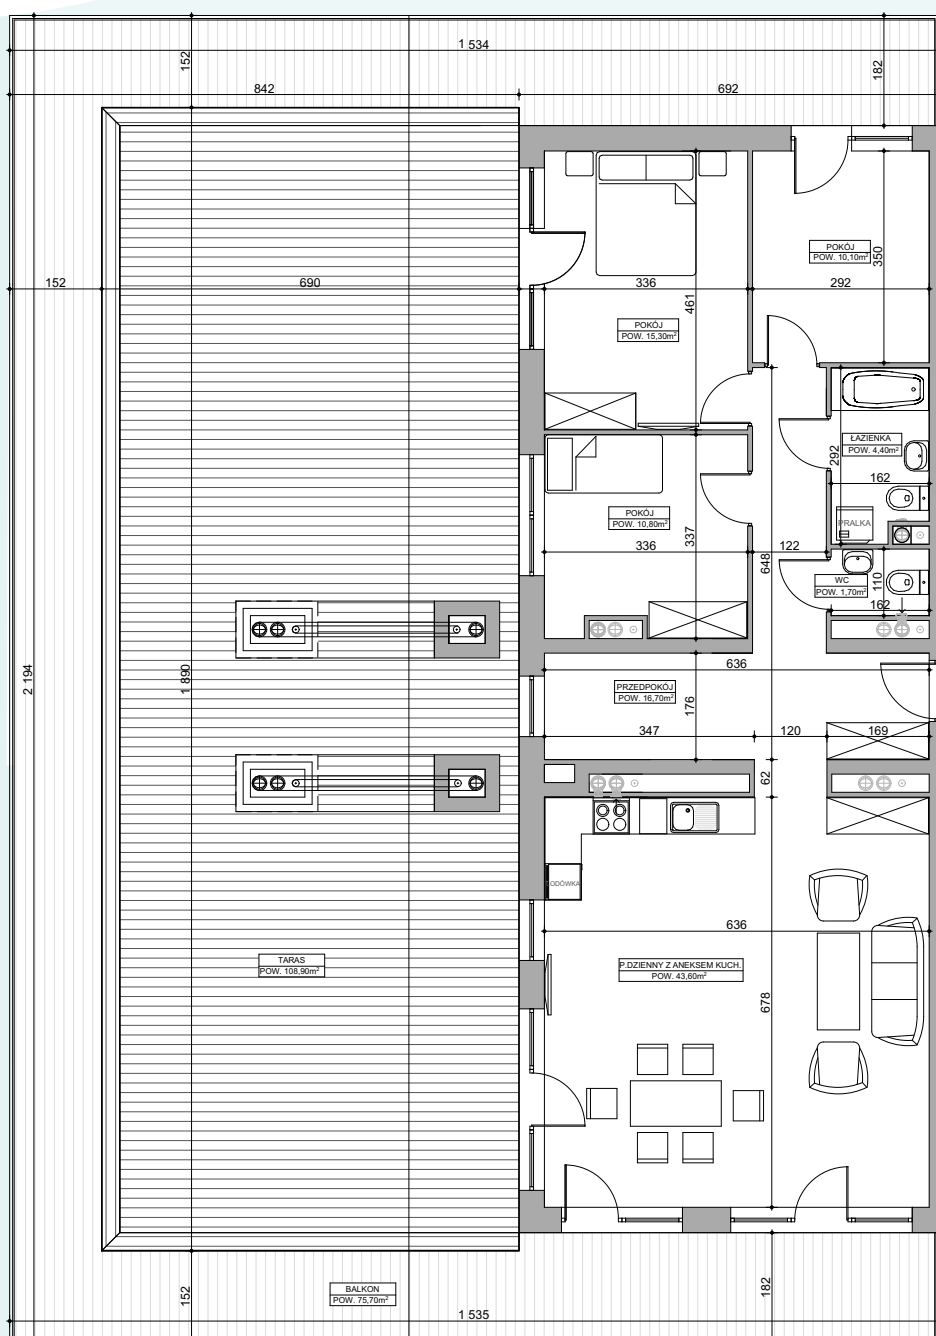 1 534
152
182
842
692
POKÓJ
POW. 10,10m²
350
152
690
336
292
461
POKÓJ
POW. 15,30m²
ŁAZIENKA
POW. 4,40m²
292
162
POKÓJ
POW. 10,80m²
PRALKA
337
336
122
648
WC
POW. 1,70m²
110
162
2 194
1 890
636
PRZEDPOKÓJ
POW. 16,70m²
176
347
120
169
62
LODÓWKA
636
TARAS
POW. 108,90m²
P.DZIENNY Z ANEKSEM KUCH.
POW. 43,60m²
678
BALKON
POW. 75,70m²
152
182
1 535